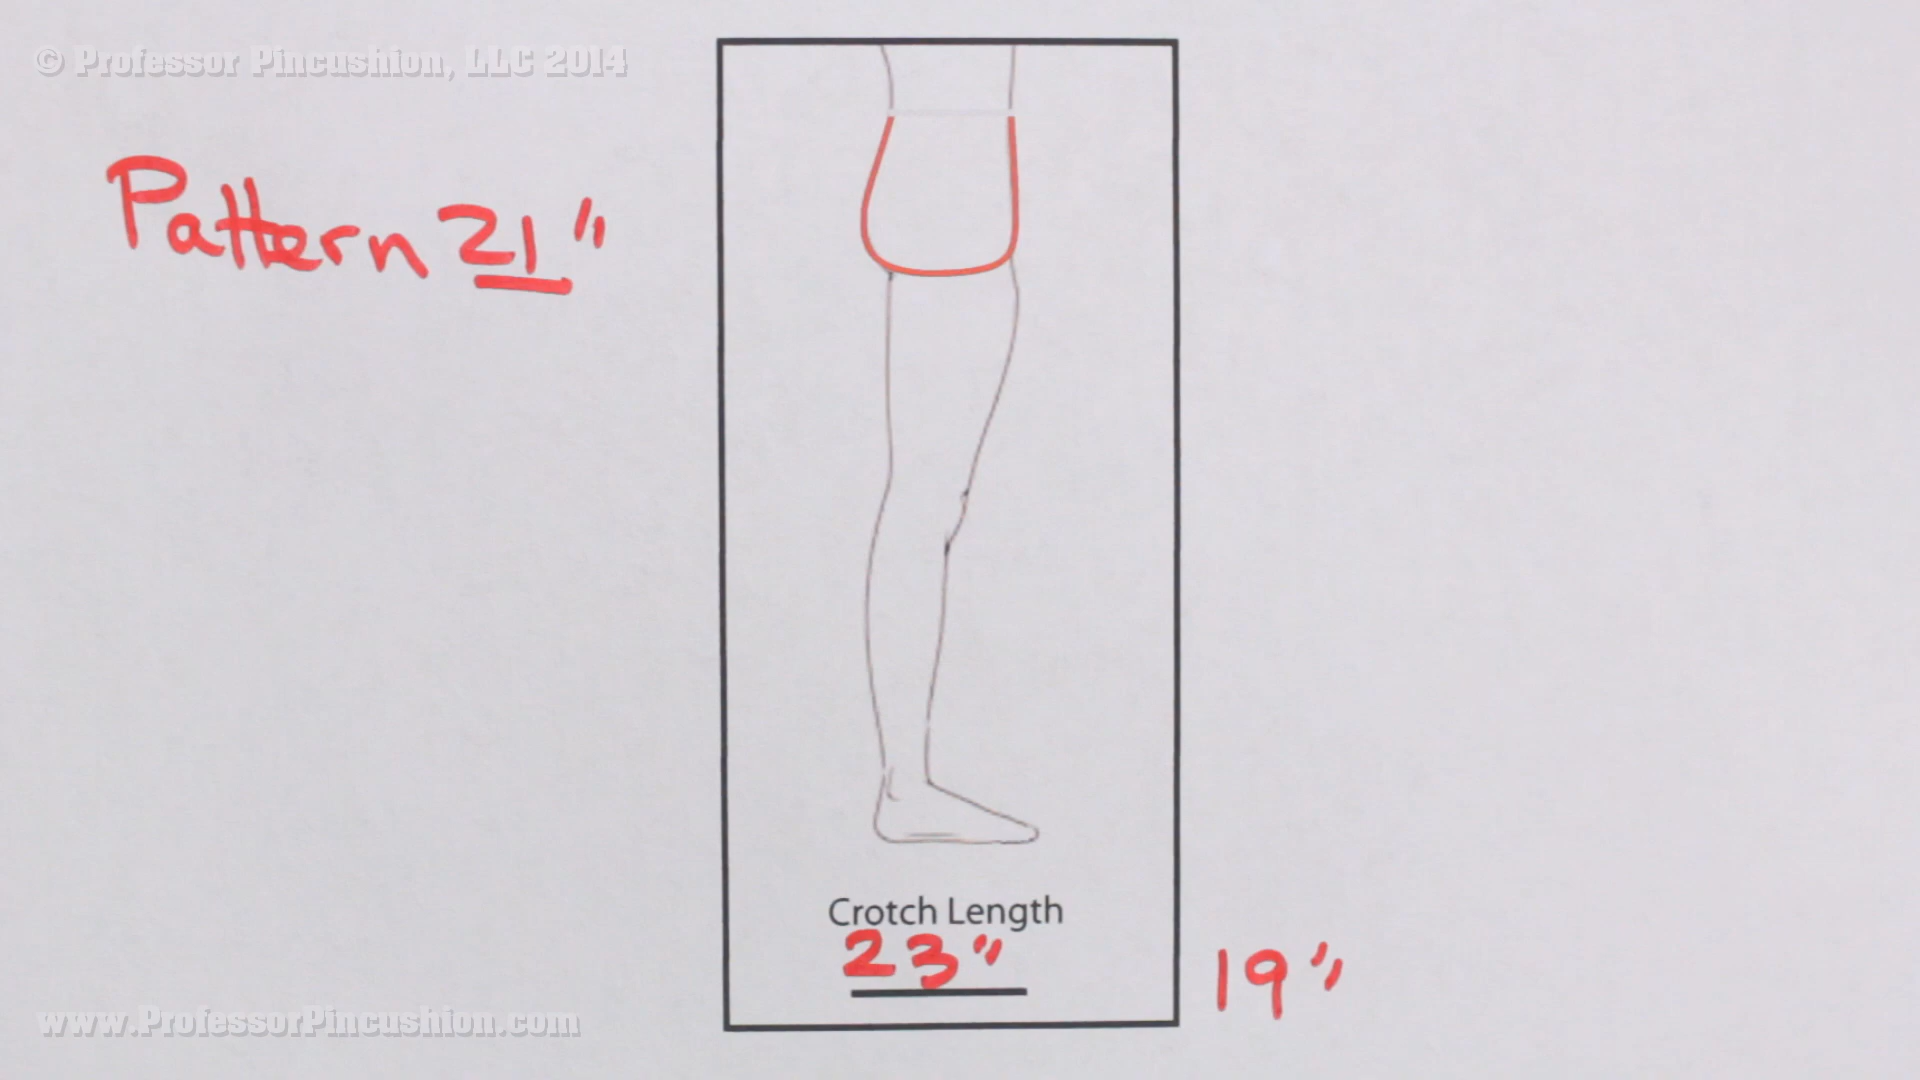 © Professor Pincushion, LLC 2014
Pattern 21"
Crotch Length
23"
19"
www.ProfessorPincushion.com